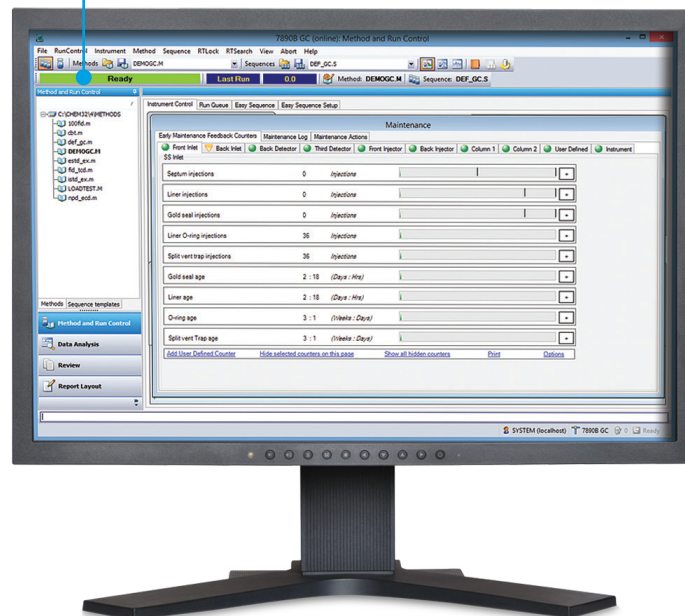 7890B GC (online): Method and Run Control
File RunControl Instrument Method Sequence RTLock RTSearch View Abort Help
Methods DEMOGC.M Sequences DEF_GC.S
Ready Last Run 0.0 Method: DEMOGC.M Sequence: DEF_GC.S
Method and Run Control
Instrument Control Run Queue Easy Sequence Easy Sequence Setup
C:\CHEM32\4\METHODS
100fid.m
cbt.m
def_gc.m
DEMOGC.M
estd_ex.m
fid_tcd.m
istd_ex.m
LOADTEST.M
npd_ecd.m
Methods Sequence templates
Method and Run Control
Data Analysis
Review
Report Layout
Maintenance
Early Maintenance Feedback Counters Maintenance Log Maintenance Actions
Front Inlet Back Inlet Back Detector Third Detector Front Injector Back Injector Column 1 Column 2 User Defined Instrument
SS Inlet
Septum injections 0 Injections
Liner injections 0 Injections
Gold seal injections 0 Injections
Liner O-ring injections 36 Injections
Split vent trap injections 36 Injections
Gold seal age 2 : 18 (Days : Hrs)
Liner age 2 : 18 (Days : Hrs)
O-ring age 3 : 1 (Weeks : Days)
Split vent Trap age 3 : 1 (Weeks : Days)
Add User Defined Counter Hide selected counters on this page Show all hidden counters Print Options
SYSTEM (localhost) 7890B GC 0 Ready